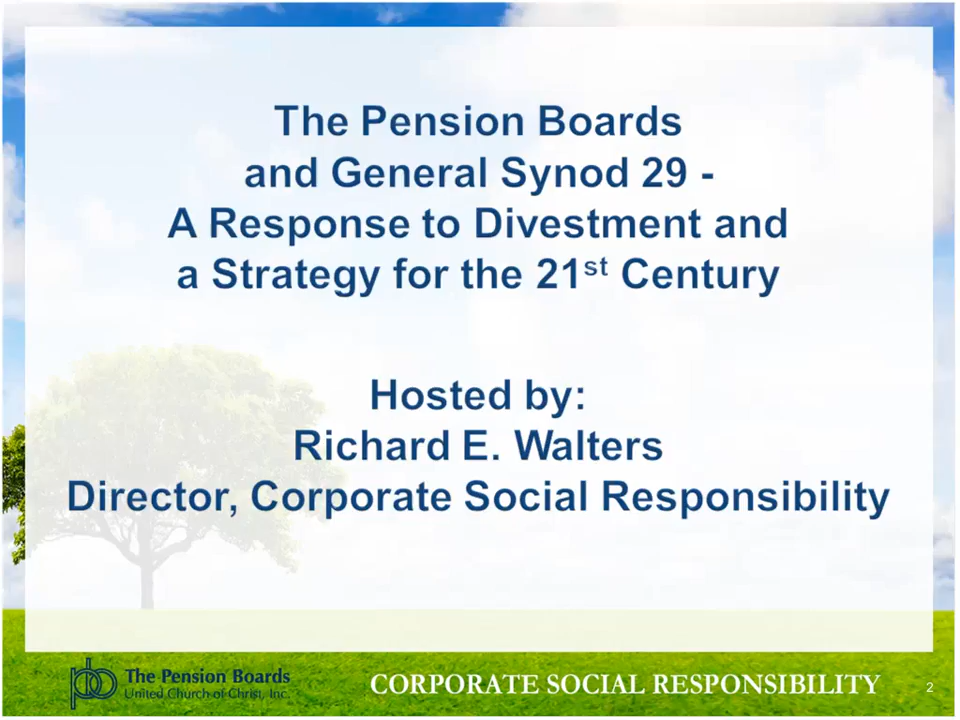 The Pension Boards
and General Synod 29 -
A Response to Divestment and
a Strategy for the 21st Century
Hosted by:
Richard E. Walters
Director, Corporate Social Responsibility
pbo The Pension Boards
United Church of Christ, Inc.
CORPORATE SOCIAL RESPONSIBILITY
2